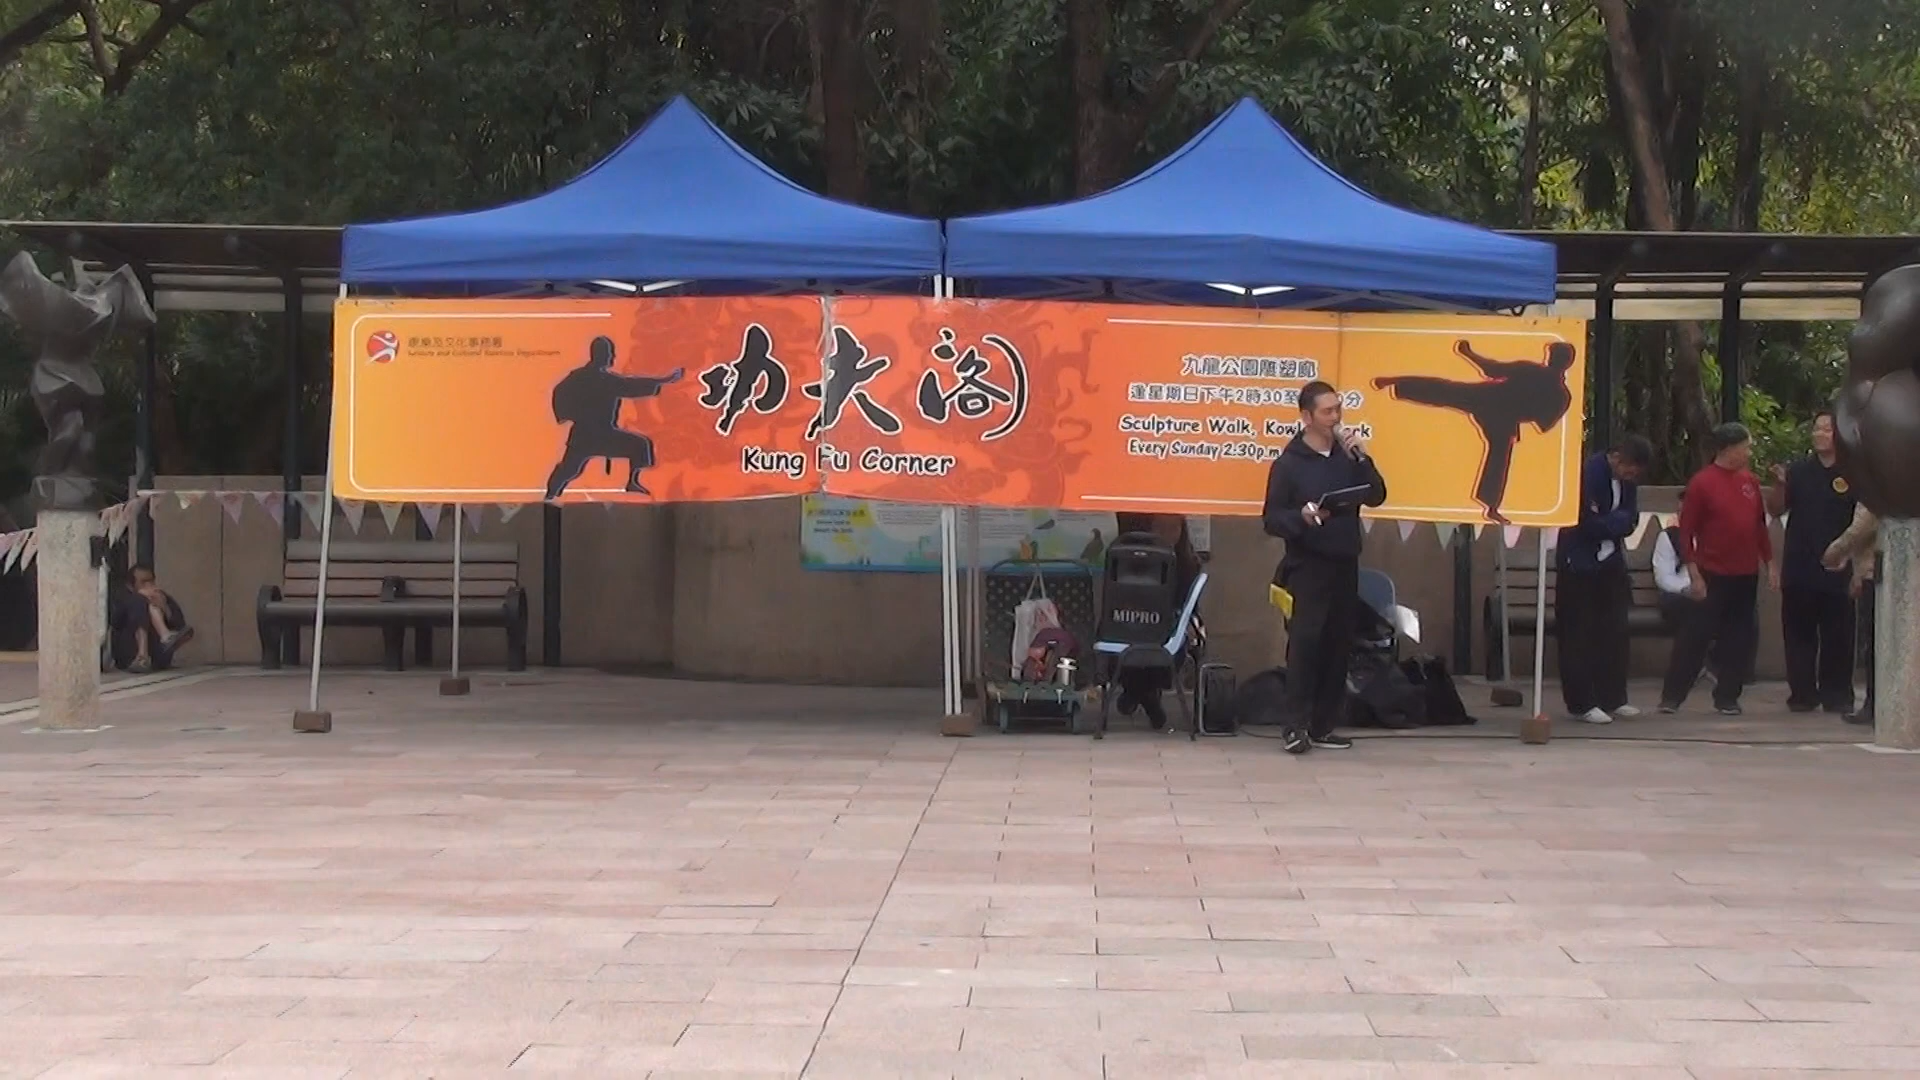 康樂及文化事務署
Leisure and Cultural Services Department
功夫閣
Kung Fu Corner
九龍公園雕塑廊
逢星期日下午2時30至 分
Sculpture Walk,
Every Sunday 2:30p.m
MIPRO